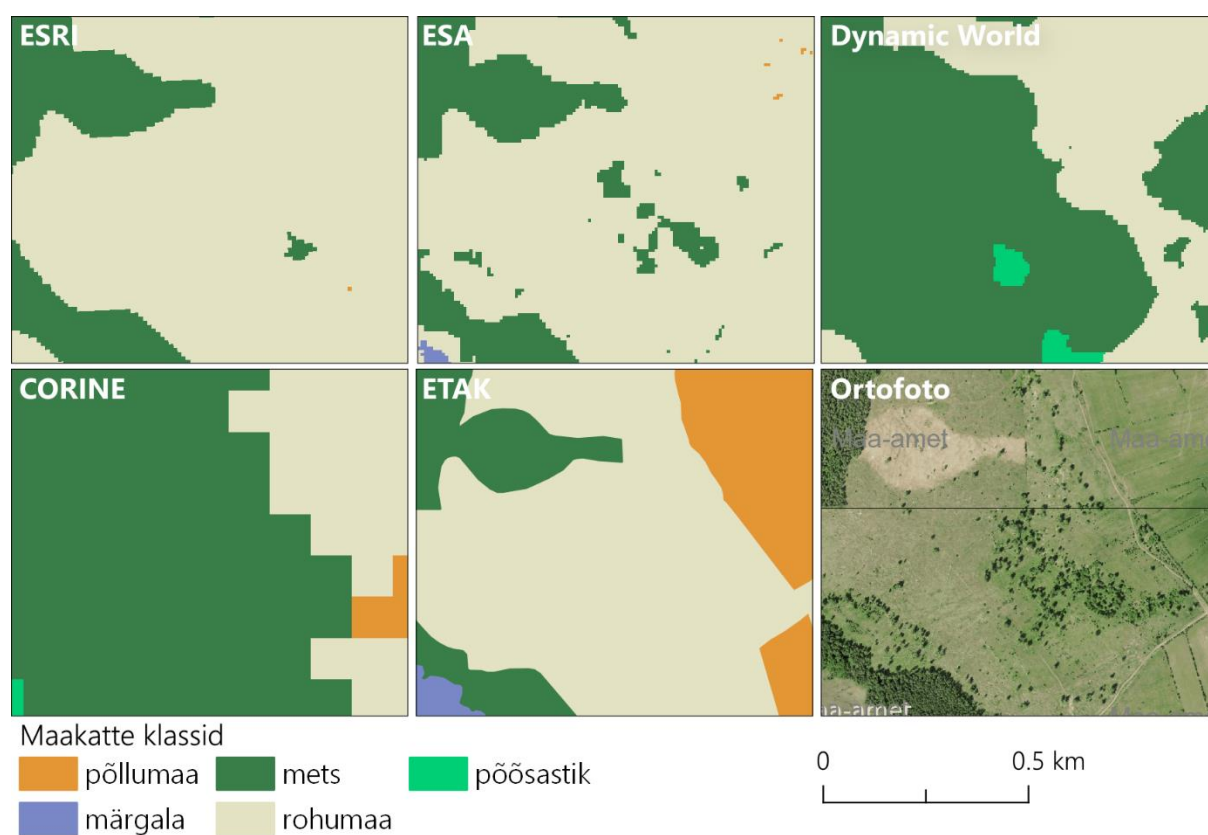 ESRI
ESA
Dynamic World
CORINE
ETAK
Ortofoto
Maa-amet
Maa-am
a-amet
Maakatte klassid
põllumaa
mets
põõsastik
märgala
rohumaa
0
0.5 km